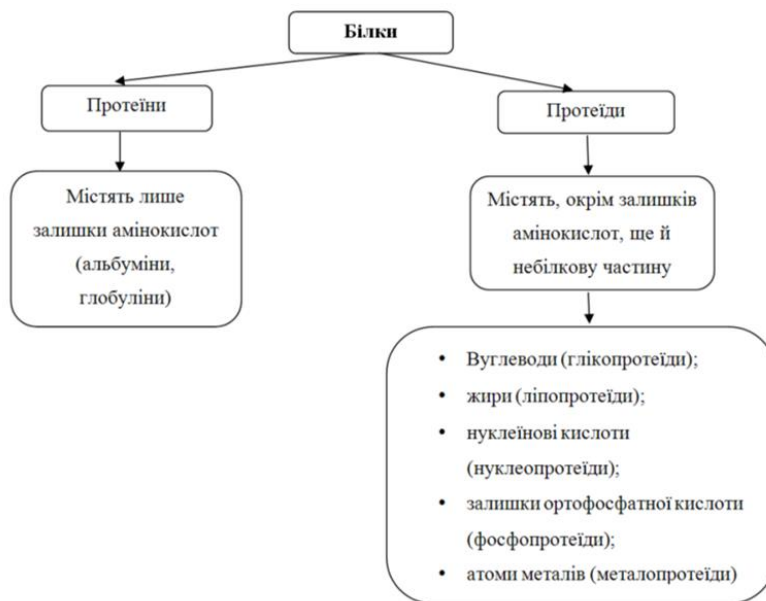 Білки
Протеїни
Протеїди
Містять лише
залишки амінокислот
(альбуміни,
глобуліни)
Містять, окрім залишків
амінокислот, ще й
небілкову частину
• Вуглеводи (глікопротеїди);
• жири (ліпопротеїди);
• нуклеїнові кислоти
(нуклеопротеїди);
• залишки ортофосфатної кислоти
(фосфопротеїди);
• атоми металів (металопротеїди)